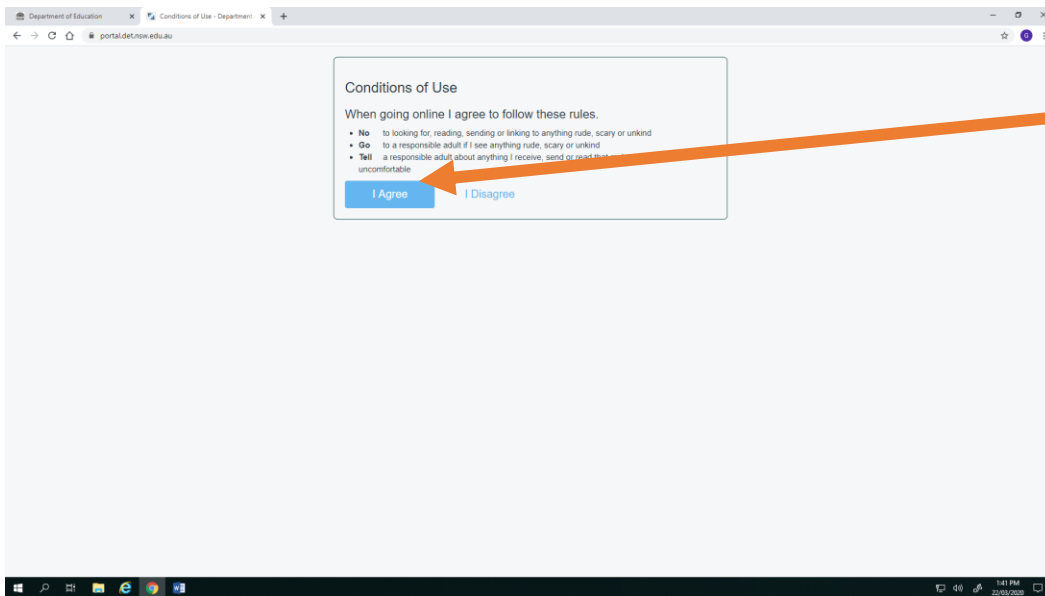 Department of Education
Conditions of Use - Department
portal.det.nsw.edu.au
G
Conditions of Use
When going online I agree to follow these rules.
• No to looking for, reading, sending or linking to anything rude, scary or unkind
• Go to a responsible adult if I see anything rude, scary or unkind
• Tell a responsible adult about anything I receive, send or read that
uncomfortable
I Agree I Disagree
1:41 PM
22/03/2020